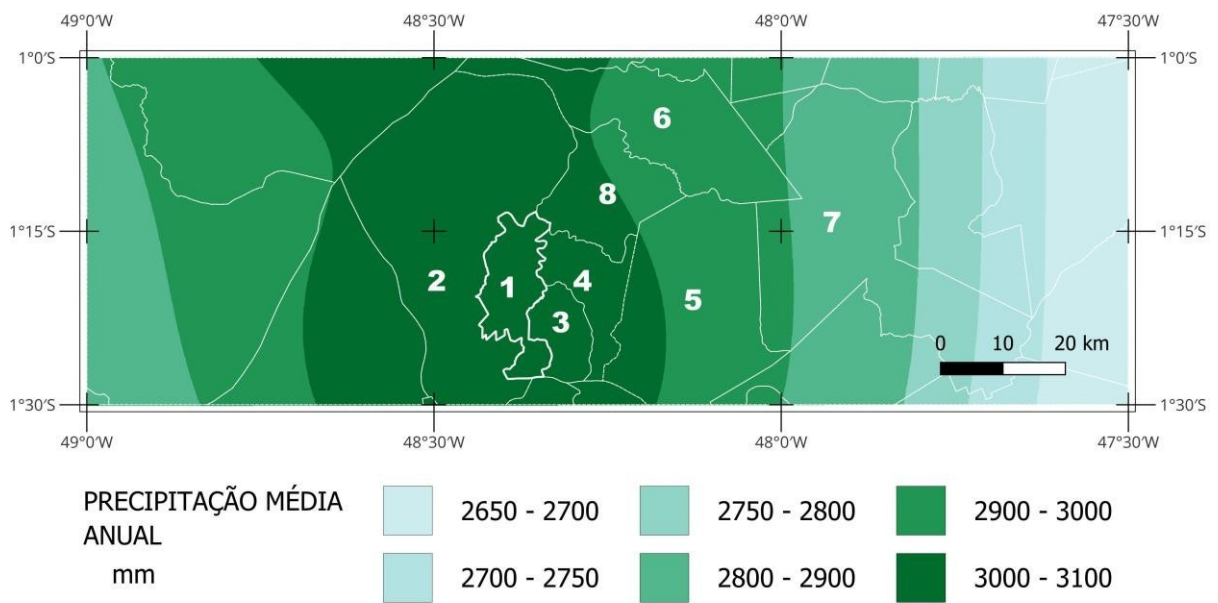 49°0'W 48°30'W 48°0'W 47°30'W
1°0'S 1°0'S
6
8
7
1°15'S 1°15'S
2 1 4
5
3
0 10 20 km
1°30'S 1°30'S
49°0'W 48°30'W 48°0'W 47°30'W
PRECIPITAÇÃO MÉDIA
ANUAL
mm
2650 - 2700
2700 - 2750
2750 - 2800
2800 - 2900
2900 - 3000
3000 - 3100